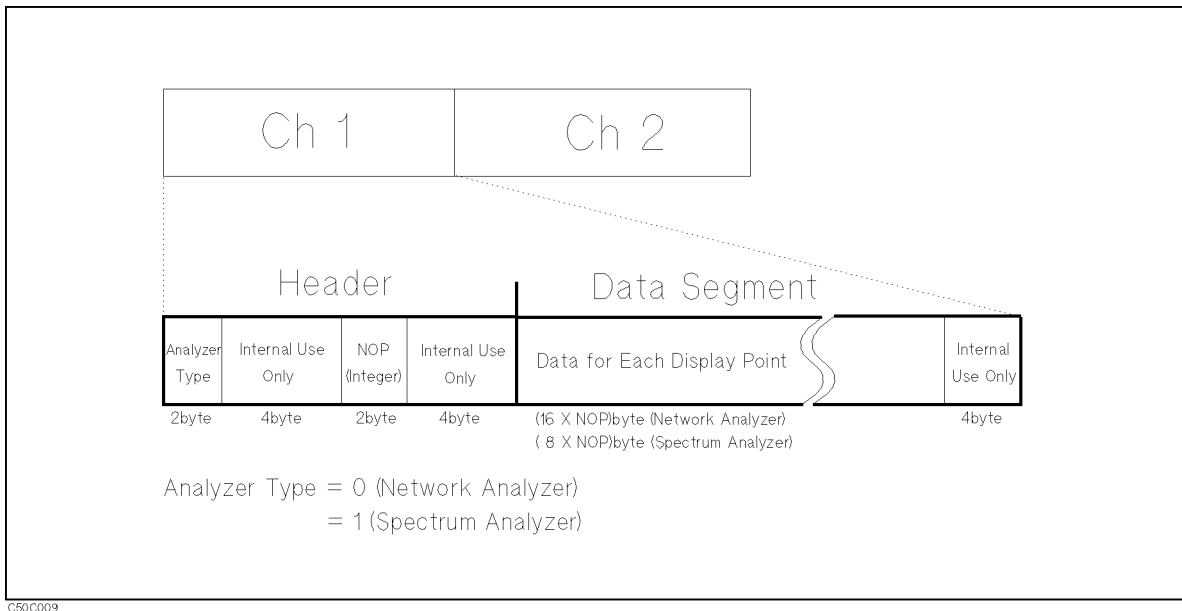 Ch 1
Ch 2
Header
Data Segment
Analyzer
Type
Internal Use
Only
NOP
(Integer)
Internal Use
Only
Data for Each Display Point
Internal
Use Only
2byte
4byte
2byte
4byte
(16 X NOP)byte (Network Analyzer)
( 8 X NOP)byte (Spectrum Analyzer)
4byte
Analyzer Type = 0 (Network Analyzer)
= 1 (Spectrum Analyzer)
C50C009